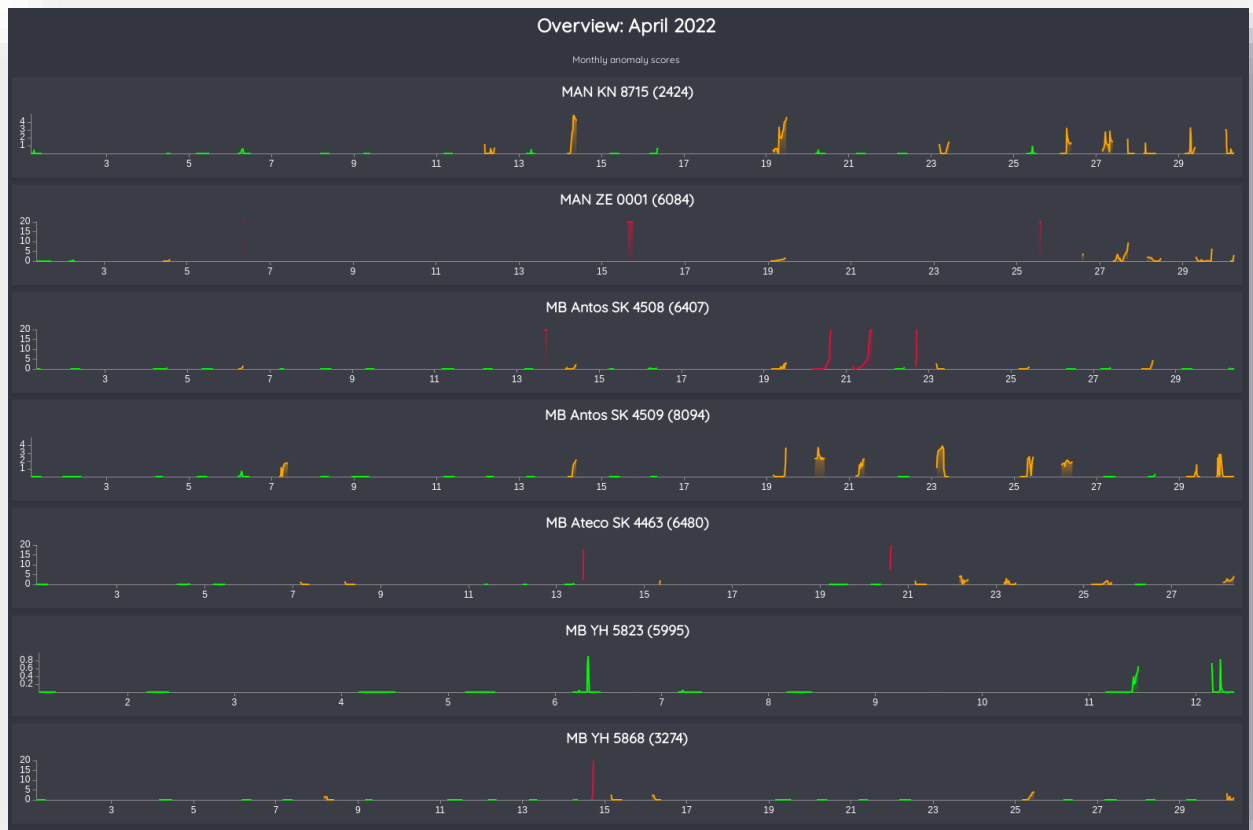 Overview: April 2022
Monthly anomaly scores
MAN KN 8715 (2424)
4
3
2
1
3 5 7 9 11 13 15 17 19 21 23 25 27 29
MAN ZE 0001 (6084)
20
15
10
5
0
3 5 7 9 11 13 15 17 19 21 23 25 27 29
MB Antos SK 4508 (6407)
20
15
10
5
0
3 5 7 9 11 13 15 17 19 21 23 25 27 29
MB Antos SK 4509 (8094)
4
3
2
1
3 5 7 9 11 13 15 17 19 21 23 25 27 29
MB Ateco SK 4463 (6480)
20
15
10
5
0
3 5 7 9 11 13 15 17 19 21 23 25 27
MB YH 5823 (5995)
0.8
0.6
0.4
0.2
2 3 4 5 6 7 8 9 10 11 12
MB YH 5868 (3274)
20
15
10
5
0
3 5 7 9 11 13 15 17 19 21 23 25 27 29